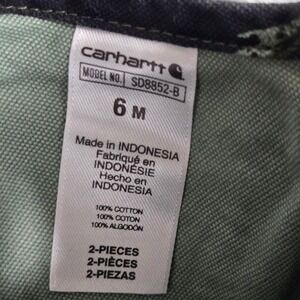 carhartt
MODEL NO. SD8852-B
6 M
Made in INDONESIA
Fabriqué en
INDONÉSIE
Hecho en
INDONESIA
100% COTTON
100% COTON
100% ALGODÓN
2-PIECES
2-PIÈCES
2-PIEZAS